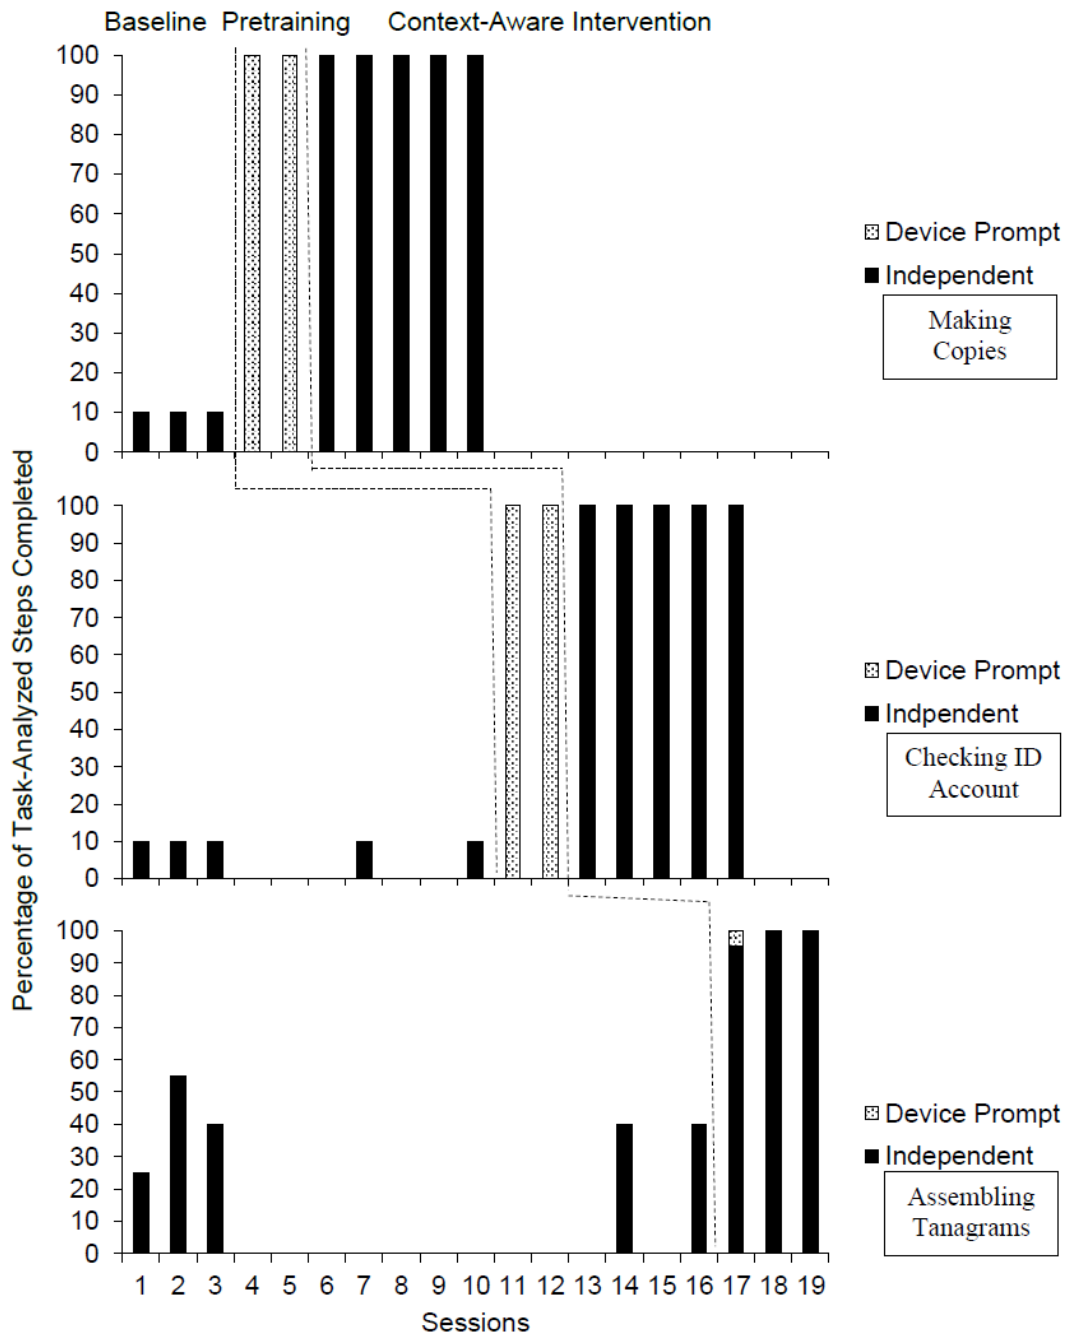 Baseline Pretraining Context-Aware Intervention
Percentage of Task-Analyzed Steps Completed
100
90
80
70
60
50
40
30
20
10
0
Device Prompt
Independent
Making
Copies
100
90
80
70
60
50
40
30
20
10
0
Device Prompt
Indpendent
Checking ID
Account
100
90
80
70
60
50
40
30
20
10
0
Device Prompt
Independent
Assembling
Tanagrams
1 2 3 4 5 6 7 8 9 10 11 12 13 14 15 16 17 18 19
Sessions